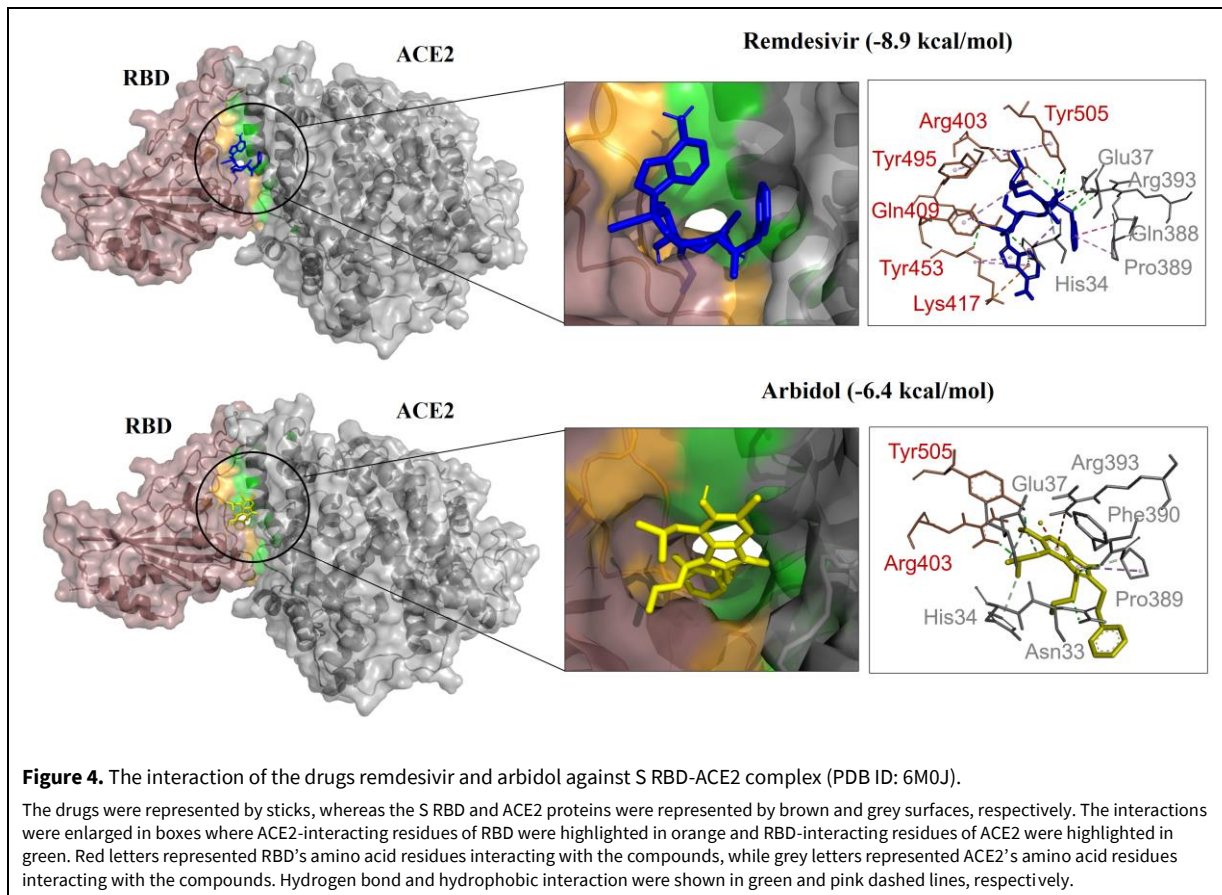 Remdesivir (-8.9 kcal/mol)
ACE2
RBD
Tyr505
Arg403
Glu37
Tyr495
Arg393
Gln409
Gln388
Tyr453
Pro389
His34
Lys417
Arbidol (-6.4 kcal/mol)
ACE2
RBD
Tyr505
Arg393
Glu37
Phe390
Arg403
Pro389
His34
Asn33
Figure 4. The interaction of the drugs remdesivir and arbidol against S RBD-ACE2 complex (PDB ID: 6M0J).
The drugs were represented by sticks, whereas the S RBD and ACE2 proteins were represented by brown and grey surfaces, respectively. The interactions
were enlarged in boxes where ACE2-interacting residues of RBD were highlighted in orange and RBD-interacting residues of ACE2 were highlighted in
green. Red letters represented RBD’s amino acid residues interacting with the compounds, while grey letters represented ACE2’s amino acid residues
interacting with the compounds. Hydrogen bond and hydrophobic interaction were shown in green and pink dashed lines, respectively.